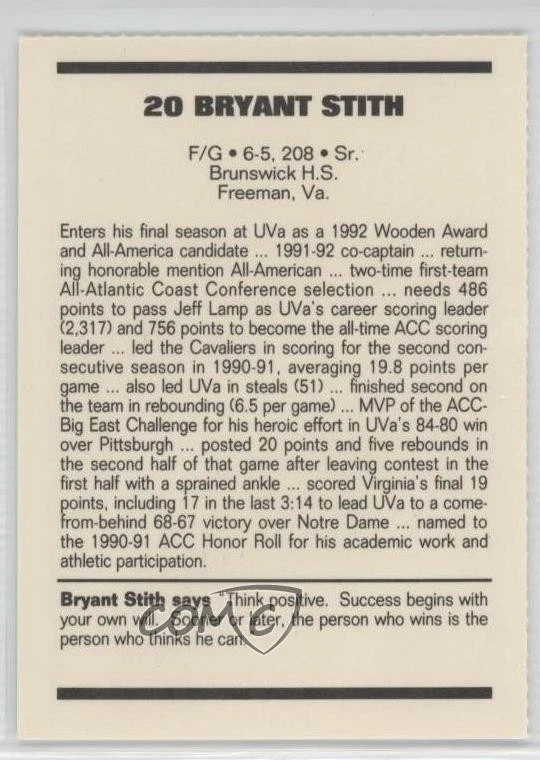 20 BRYANT STITH
F/G • 6-5, 208 • Sr.
Brunswick H.S.
Freeman, Va.
Enters his final season at UVa as a 1992 Wooden Award
and All-America candidate ... 1991-92 co-captain ... return-
ing honorable mention All-American ... two-time first-team
All-Atlantic Coast Conference selection ... needs 486
points to pass Jeff Lamp as UVa's career scoring leader
(2,317) and 756 points to become the all-time ACC scoring
leader ... led the Cavaliers in scoring for the second con-
secutive season in 1990-91, averaging 19.8 points per
game ... also led UVa in steals (51) ... finished second on
the team in rebounding (6.5 per game) ... MVP of the ACC-
Big East Challenge for his heroic effort in UVa's 84-80 win
over Pittsburgh ... posted 20 points and five rebounds in
the second half of that game after leaving contest in the
first half with a sprained ankle ... scored Virginia's final 19
points, including 17 in the last 3:14 to lead UVa to a come-
from-behind 68-67 victory over Notre Dame ... named to
the 1990-91 ACC Honor Roll for his academic work and
athletic participation.
Bryant Stith says "Think positive. Success begins with
your own will. Sooner or later, the person who wins is the
person who thinks he can.
COMC